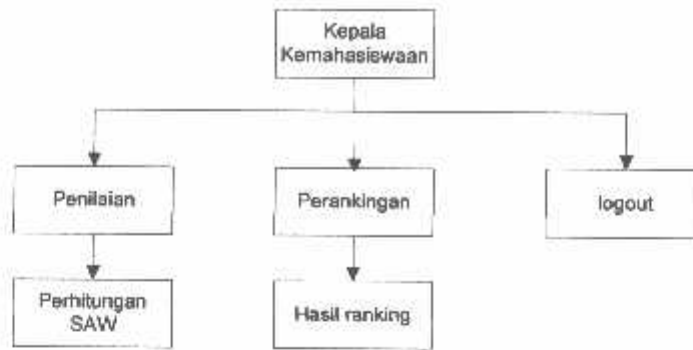 Kepala
Kemahasiswaan
Penilaian
Perankingan
logout
Perhitungan
SAW
Hasil ranking